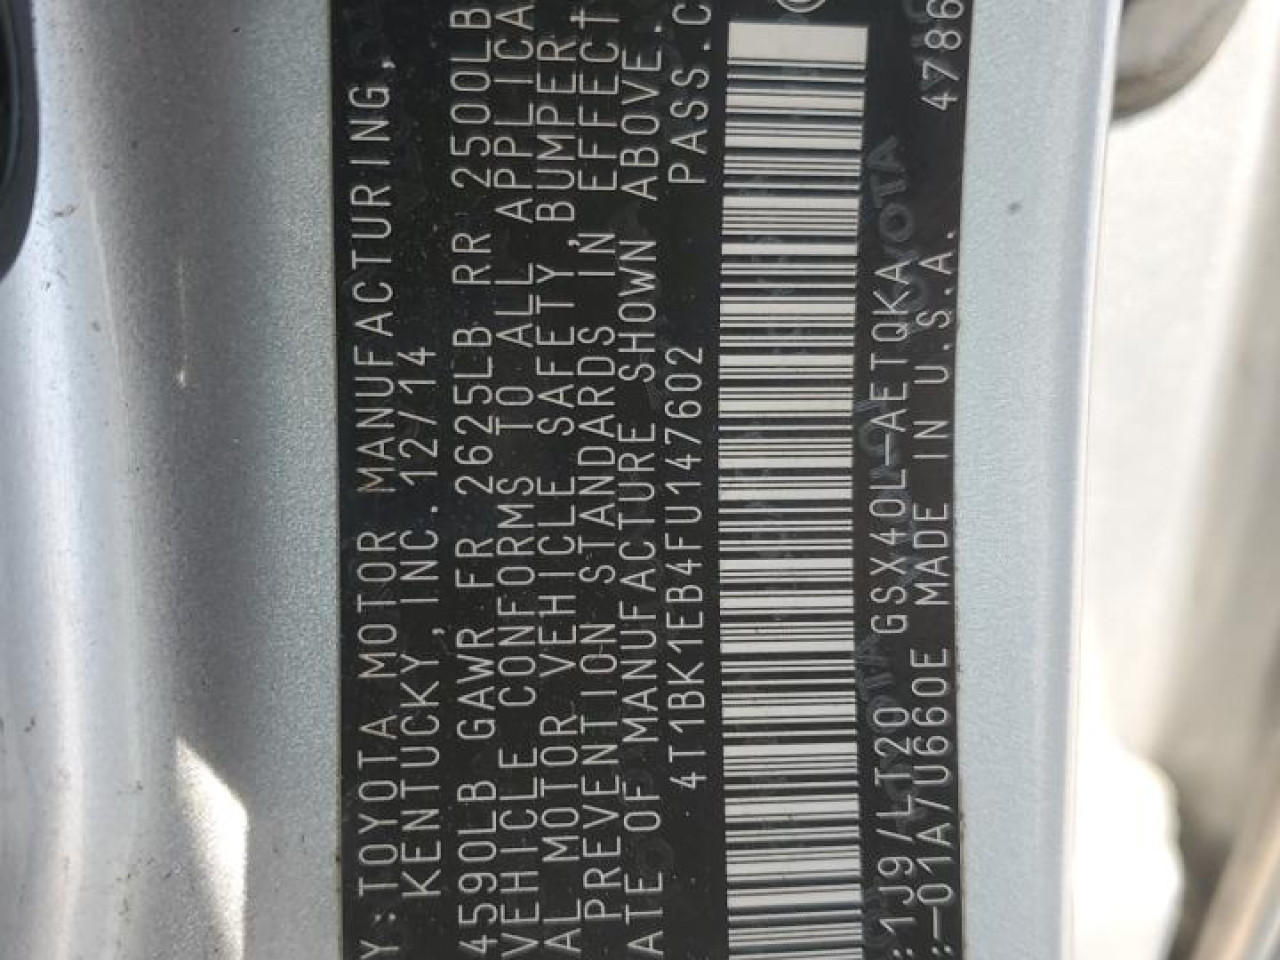 Y:TOYOTA MOTOR MANUFACTURING,
KENTUCKY, INC. 12/14
4590LB GAWR FR 2625LB RR 2500LB
VEHICLE CONFORMS TO ALL APPLICA
AL MOTOR VEHICLE SAFETY, BUMPER,
PREVENTION STANDARDS IN EFFECT
ATE OF MANUFACTURE SHOWN ABOVE.
4T1BK1EB4FU147602 PASS.C
:1J9/LT20 GSX40L-AETQKA
:-01A/U660E MADE IN U.S.A. 4786
TOYOTA